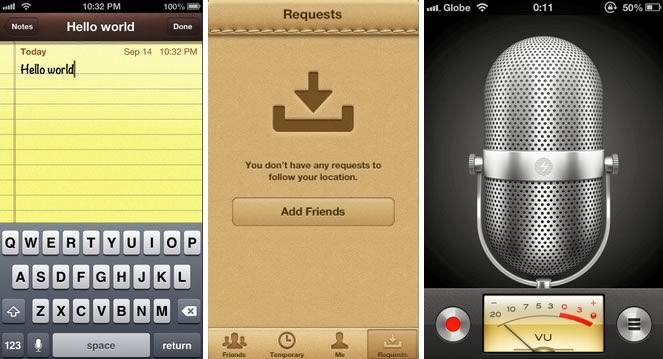 10:32 PM
100%
Notes
Hello world
Done
Today
Sep 14 10:32 PM
Hello world
Q W E R T Y U I O P
A S D F G H J K L
Z X C V B N M
123
space
return
Requests
You don't have any requests to
follow your location.
Add Friends
Friends
Temporary
Me
Requests
Globe
0:11
50%
− 20 10 7 5 3 0 3 +
VU